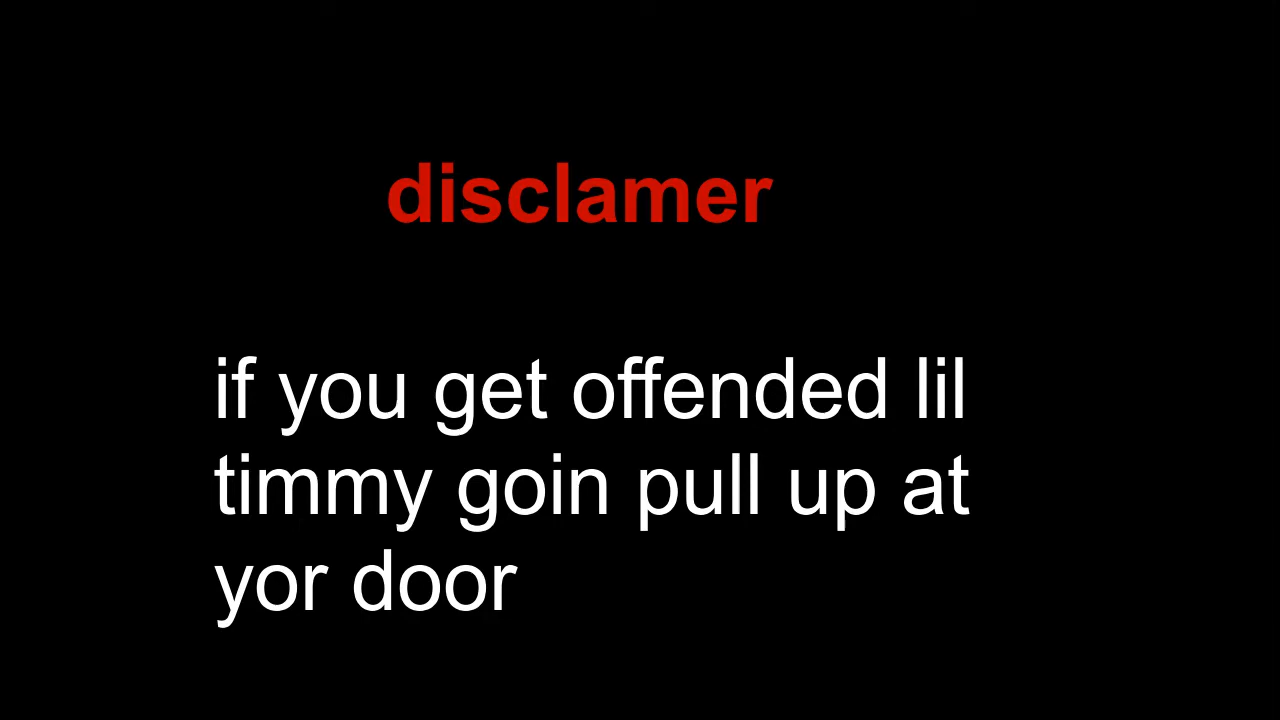 disclamer
if you get offended lil
timmy goin pull up at
yor door